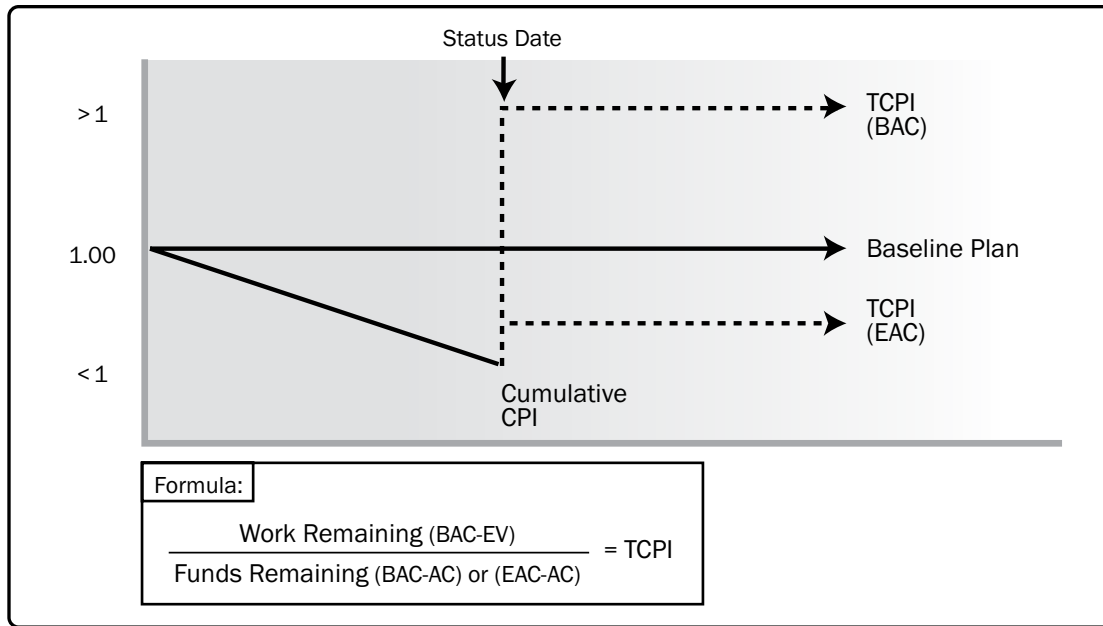 Status Date
> 1
TCPI
(BAC)
1.00
Baseline Plan
TCPI
(EAC)
< 1
Cumulative
CPI
Formula:
Work Remaining (BAC-EV)
Funds Remaining (BAC-AC) or (EAC-AC)
= TCPI